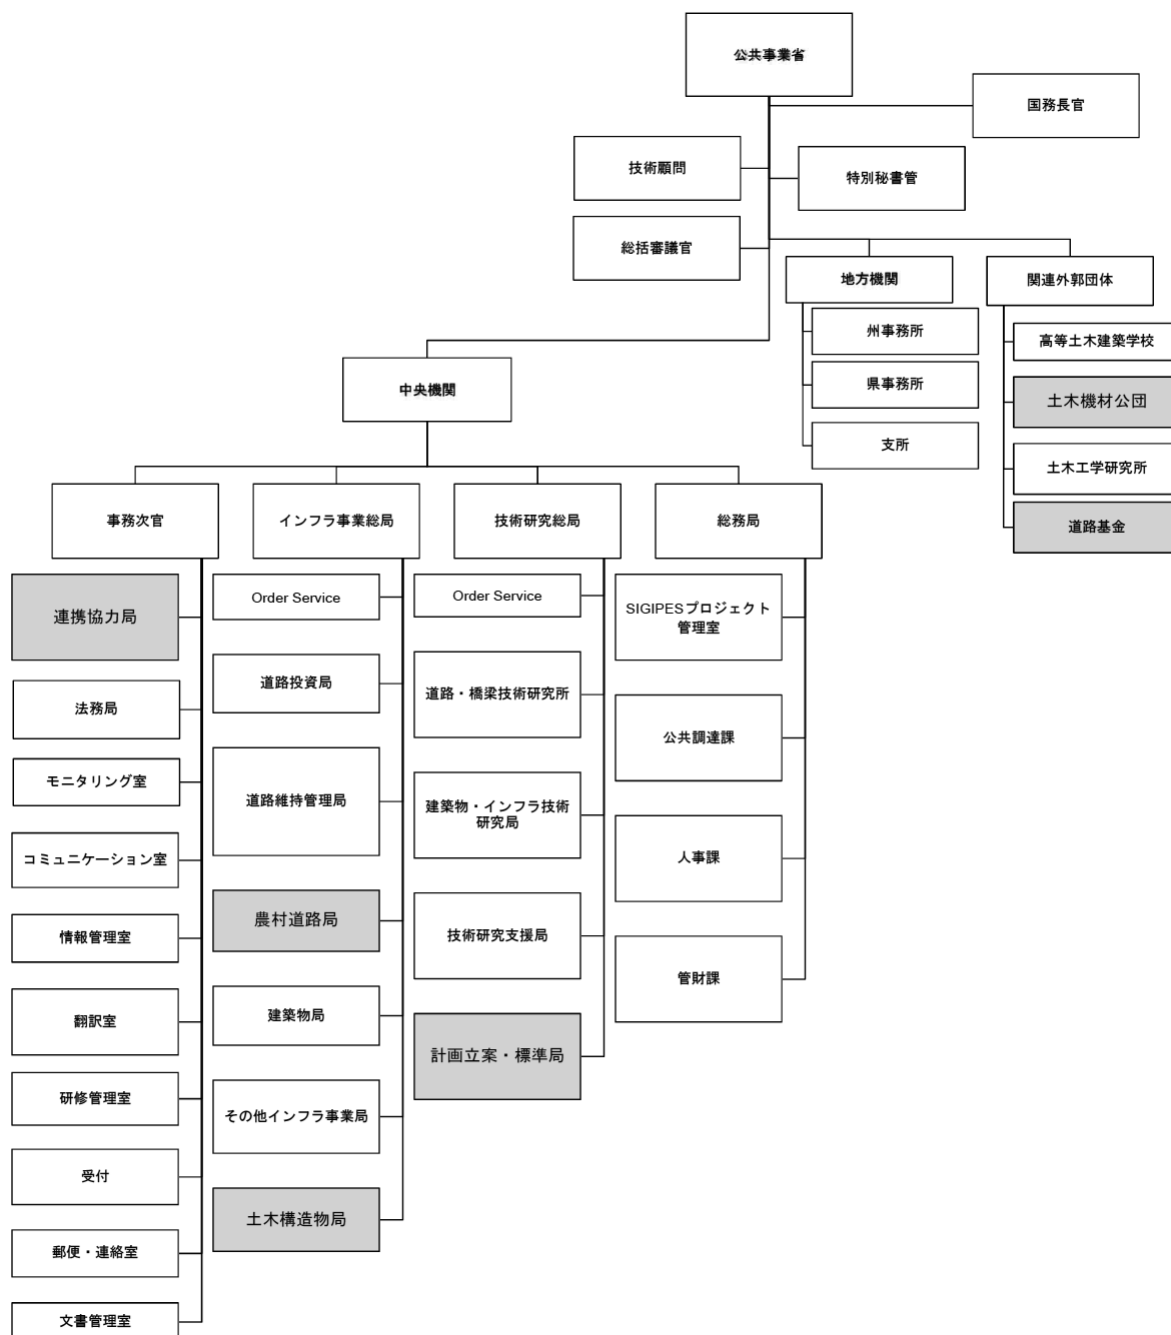 公共事業省
国務長官
技術顧問
特別秘書管
総括審議官
地方機関
関連外郭団体
州事務所
高等土木建築学校
県事務所
土木機材公団
支所
土木工学研究所
道路基金
中央機関
事務次官
インフラ事業総局
技術研究総局
総務局
連携協力局
法務局
モニタリング室
コミュニケーション室
情報管理室
翻訳室
研修管理室
受付
郵便・連絡室
文書管理室
Order Service
道路投資局
道路維持管理局
農村道路局
建築物局
その他インフラ事業局
土木構造物局
Order Service
道路・橋梁技術研究所
建築物・インフラ技術
研究局
技術研究支援局
計画立案・標準局
SIGIPESプロジェクト
管理室
公共調達課
人事課
管財課